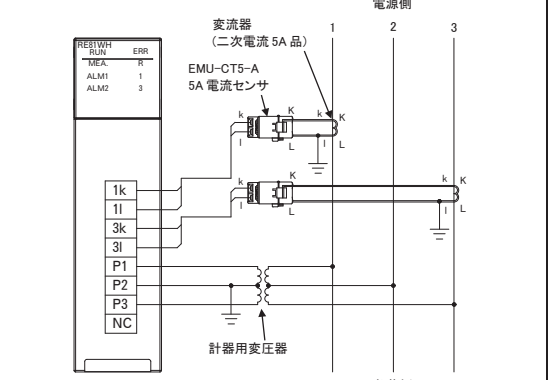 電源側
変流器
(二次電流 5A 品)
1
2
3
RE81WH
RUN ERR
MEA. R
ALM1 1
ALM2 3
EMU-CT5-A
5A 電流センサ
k
K
k
K
l
L
l
L
k
K
k
K
l
L
l
L
1k
1l
3k
3l
P1
P2
P3
NC
計器用変圧器